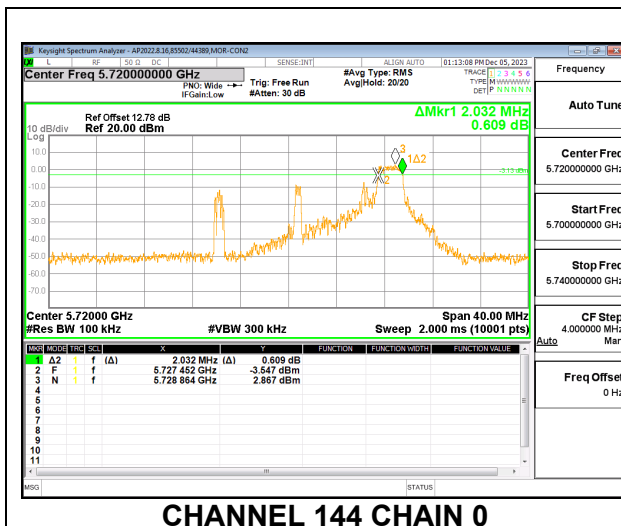 Keysight Spectrum Analyzer - AP2022.8.16,85502/44389,MOR-CON2
L RF 50 Ω DC SENSE:INT ALIGN AUTO 01:13:08 PM Dec 05, 2023
Center Freq 5.720000000 GHz
PNO: Wide
IFGain:Low
Trig: Free Run
#Atten: 30 dB
#Avg Type: RMS
Avg|Hold: 20/20
TRACE 1 2 3 4 5 6
TYPE M W W W W W
DET P N N N N N
Frequency
Auto Tune
Center Freq
5.720000000 GHz
Start Freq
5.700000000 GHz
Stop Freq
5.740000000 GHz
CF Step
4.000000 MHz
Auto Man
Freq Offset
0 Hz
ΔMkr1 2.032 MHz
0.609 dB
Ref Offset 12.78 dB
10 dB/div Ref 20.00 dBm
Log
10.0
0.00
-10.0
-20.0
-30.0
-40.0
-50.0
-60.0
-70.0
3
1Δ2
2
-3.13 dBm
Center 5.72000 GHz Span 40.00 MHz
#Res BW 100 kHz #VBW 300 kHz Sweep 2.000 ms (10001 pts)
MKR MODE TRC SCL X Y FUNCTION FUNCTION WIDTH FUNCTION VALUE
1 Δ2 1 f (Δ) 2.032 MHz (Δ) 0.609 dB
2 F 1 f 5.727 452 GHz -3.547 dBm
3 N 1 f 5.728 864 GHz 2.867 dBm
4
5
6
7
8
9
10
11
MSG STATUS
CHANNEL 144 CHAIN 0